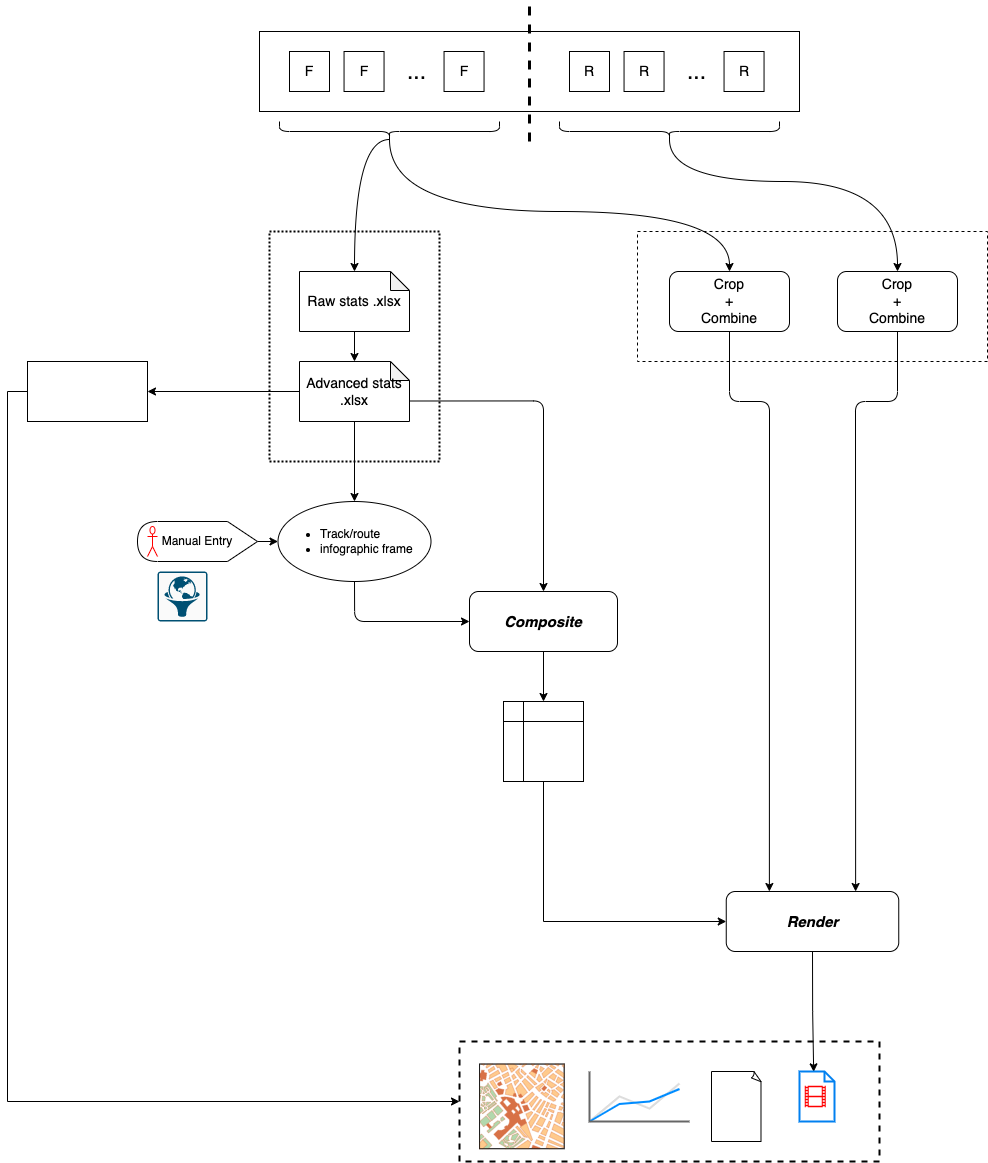 F F ... F R R ... R
Crop
+
Combine
Crop
+
Combine
Raw stats .xlsx
Advanced stats
.xlsx
Manual Entry
• Track/route
• infographic frame
Composite
Render